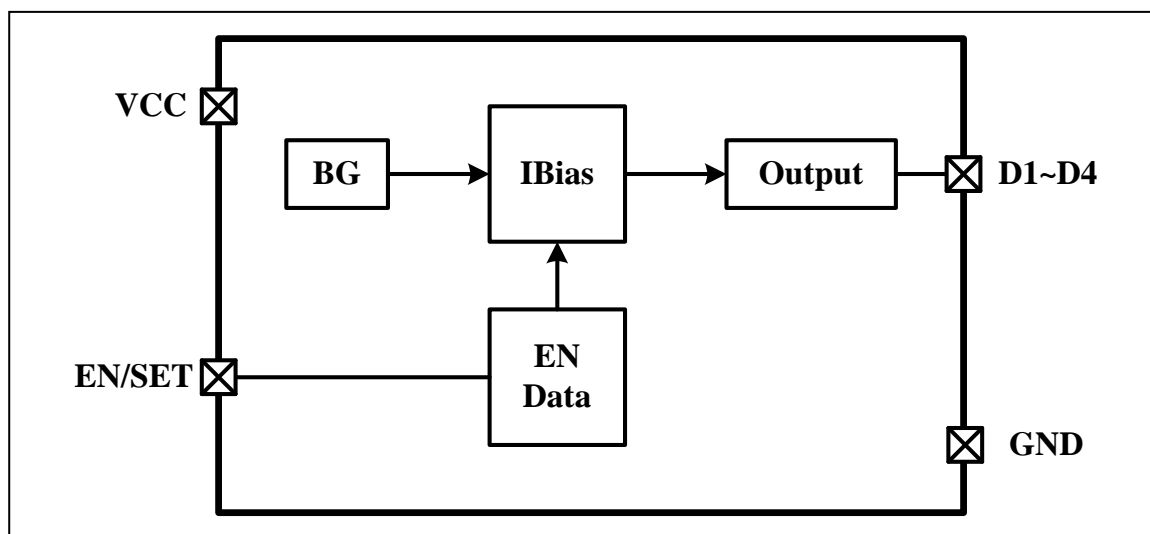 VCC
BG
IBias
Output
D1~D4
EN/SET
EN
Data
GND